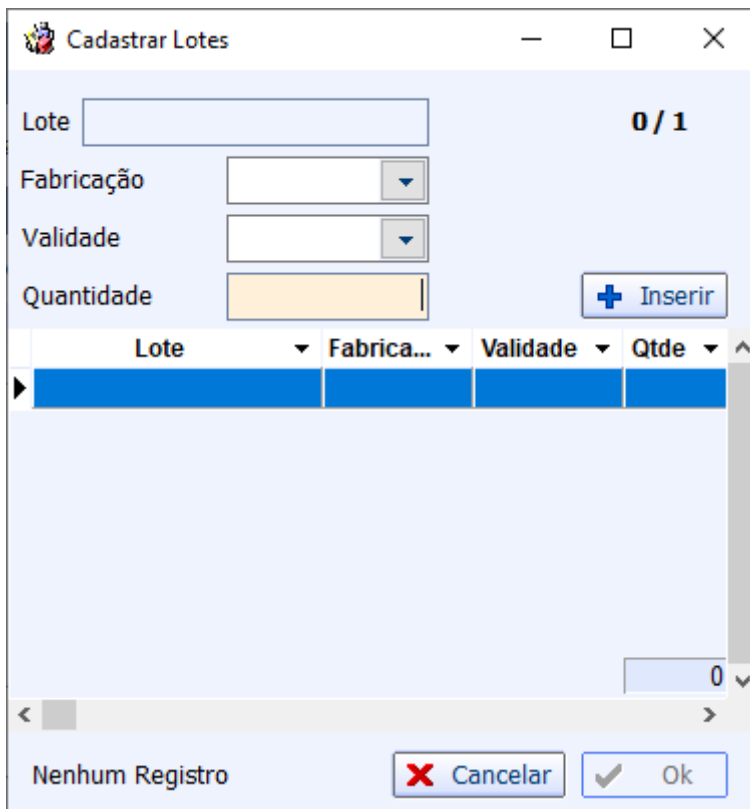 Cadastrar Lotes
Lote 0 / 1
Fabricação
Validade
Quantidade Inserir
Lote Fabrica... Validade Qtde
0
Nenhum Registro Cancelar Ok